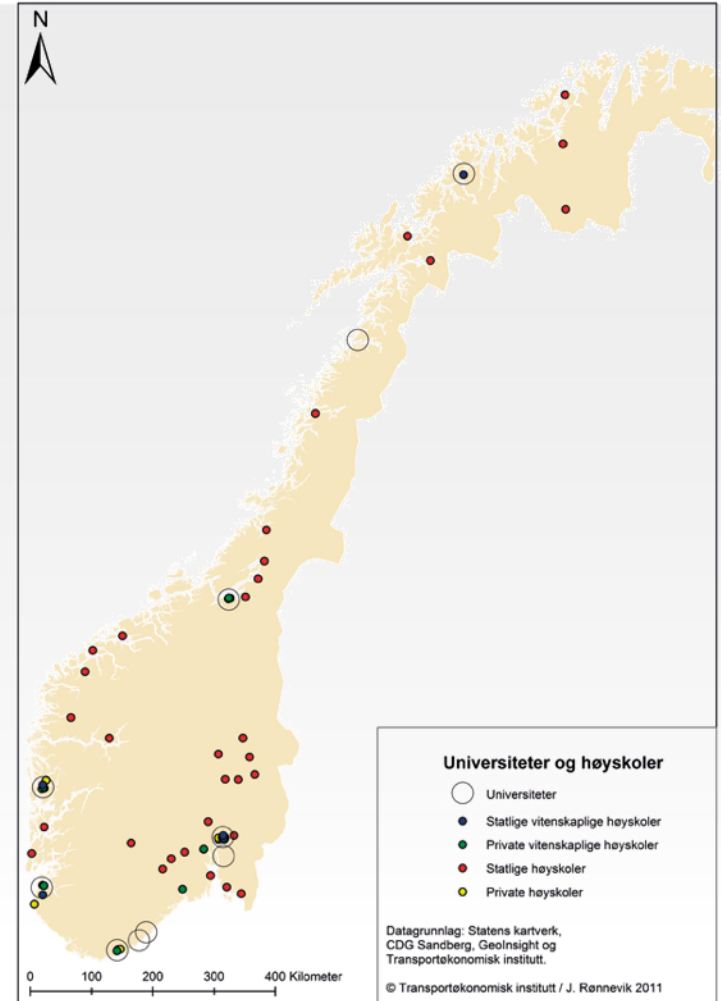 N
Universiteter og høyskoler
Universiteter
Statlige vitenskaplige høyskoler
Private vitenskaplige høyskoler
Statlige høyskoler
Private høyskoler
Datagrunnlag: Statens kartverk,
CDG Sandberg, GeoInsight og
Transportøkonomisk institutt.
© Transportøkonomisk institutt / J. Rønnevik 2011
0 100 200 300 400 Kilometer